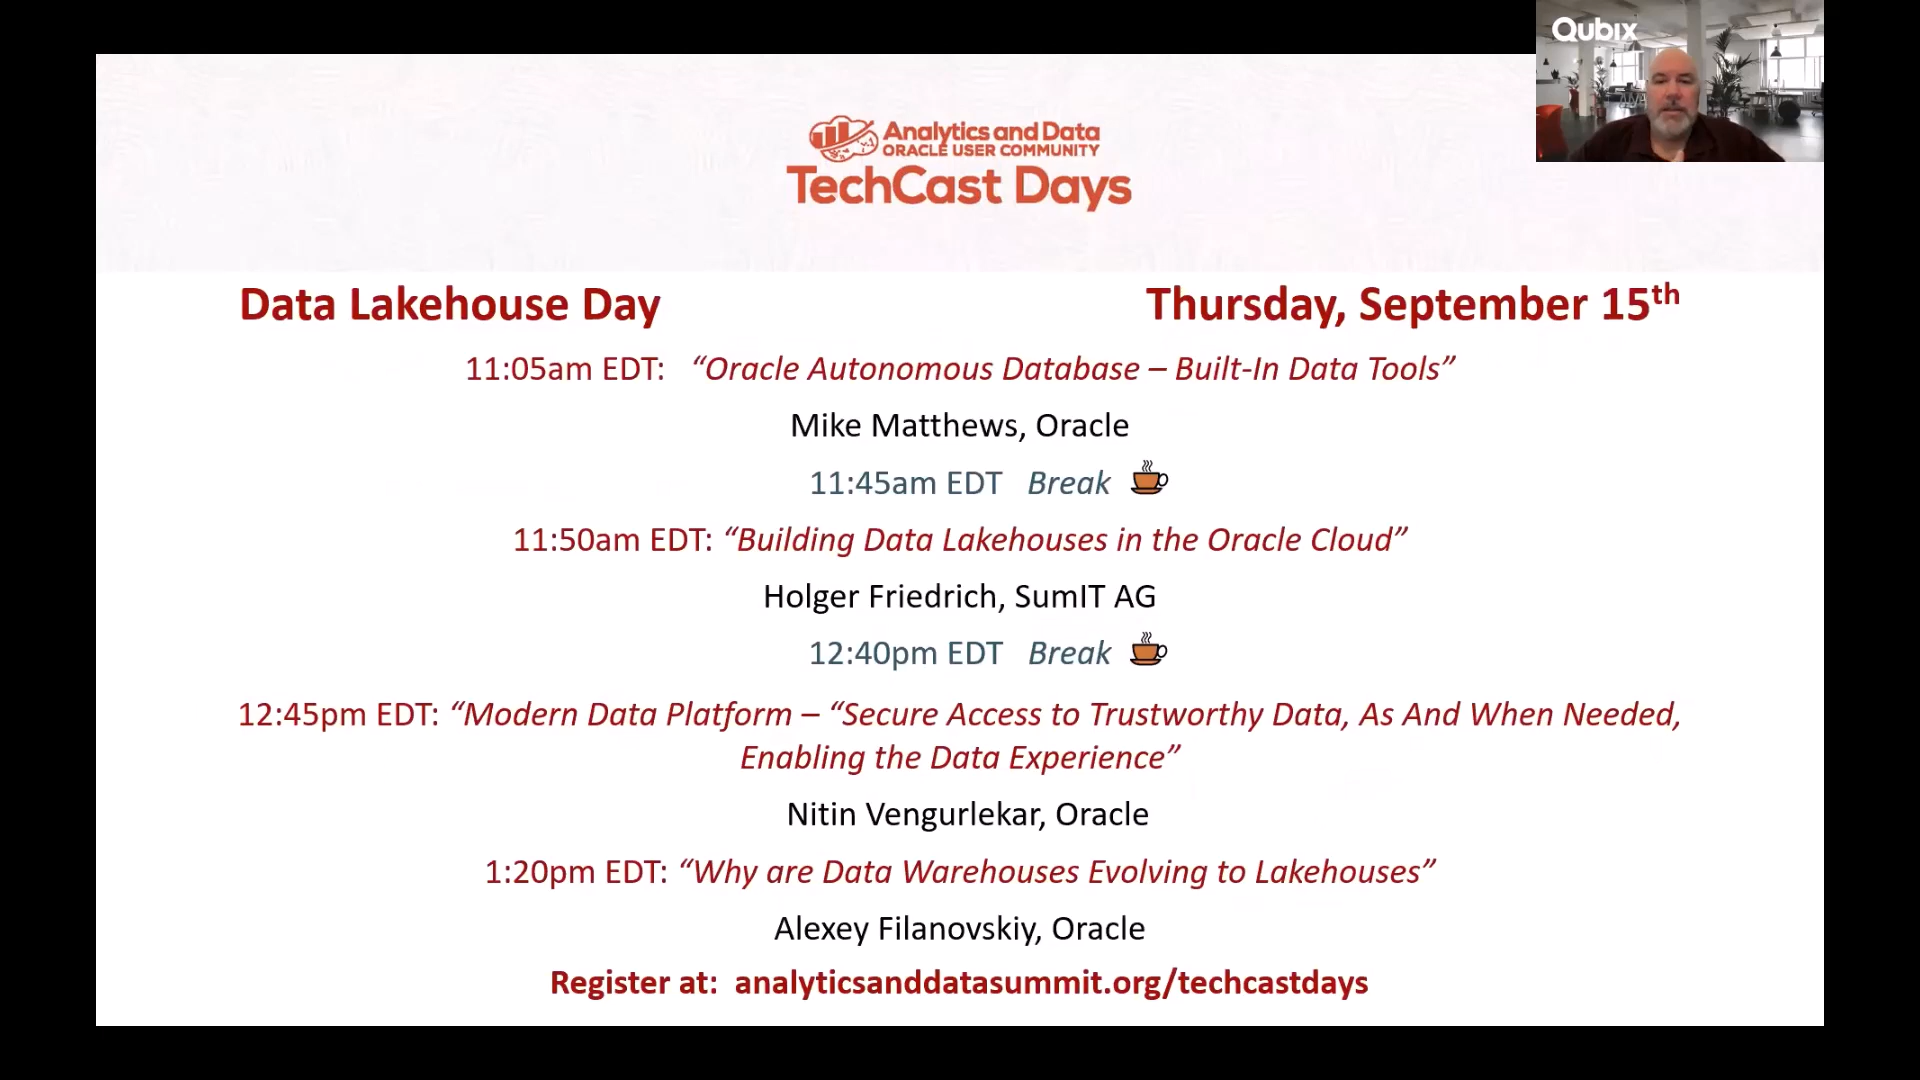 Qubix
Analytics and Data
ORACLE USER COMMUNITY
TechCast Days
Data Lakehouse Day
Thursday, September 15th
11:05am EDT: “Oracle Autonomous Database – Built-In Data Tools”
Mike Matthews, Oracle
11:45am EDT Break
11:50am EDT: “Building Data Lakehouses in the Oracle Cloud”
Holger Friedrich, SumIT AG
12:40pm EDT Break
12:45pm EDT: “Modern Data Platform – “Secure Access to Trustworthy Data, As And When Needed,
Enabling the Data Experience”
Nitin Vengurlekar, Oracle
1:20pm EDT: “Why are Data Warehouses Evolving to Lakehouses”
Alexey Filanovskiy, Oracle
Register at: analyticsanddatasummit.org/techcastdays